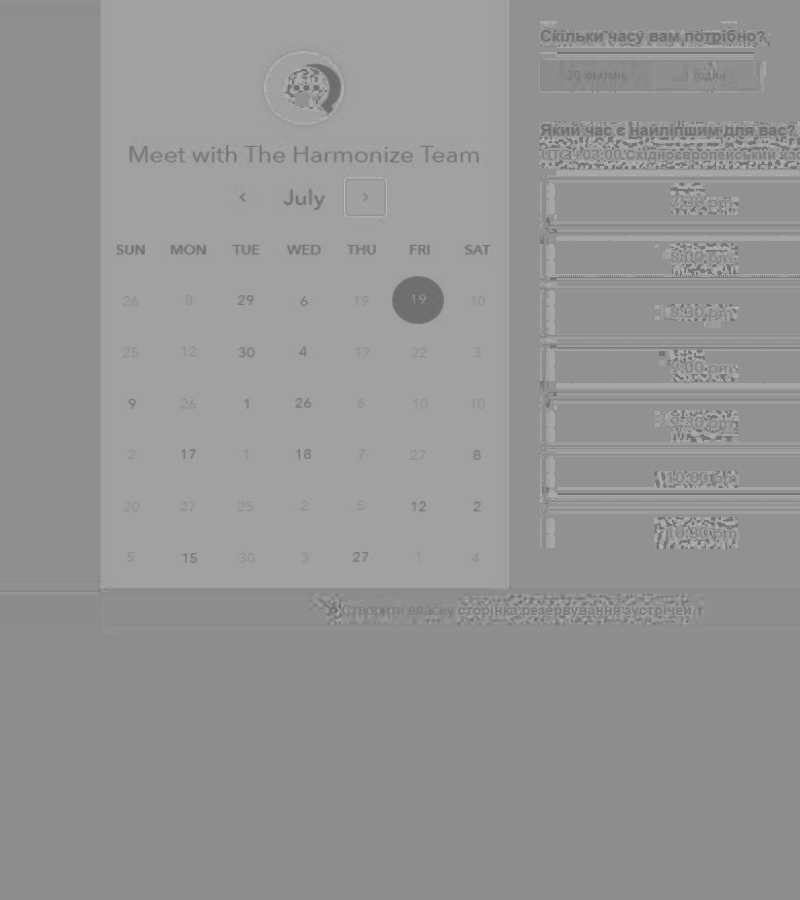 Meet with The Harmonize Team
July
SUN MON TUE WED THU FRI SAT
26 8 29 6 19 19 10
25 12 30 4 17 22 3
9 26 1 26 6 10 10
2 17 1 18 7 27 8
20 27 25 2 5 12 2
5 15 30 3 27 1 4
Скільки часу вам потрібно?
30 хвилин 1 годин
Який час є найліпшим для вас?
UTC+03:00 Східноєвропейський
7:30 pm
8:00 pm
8:30 pm
9:00 pm
9:30 pm
10:00 pm
10:30 pm
Створити власну сторінка резервування зустрічей